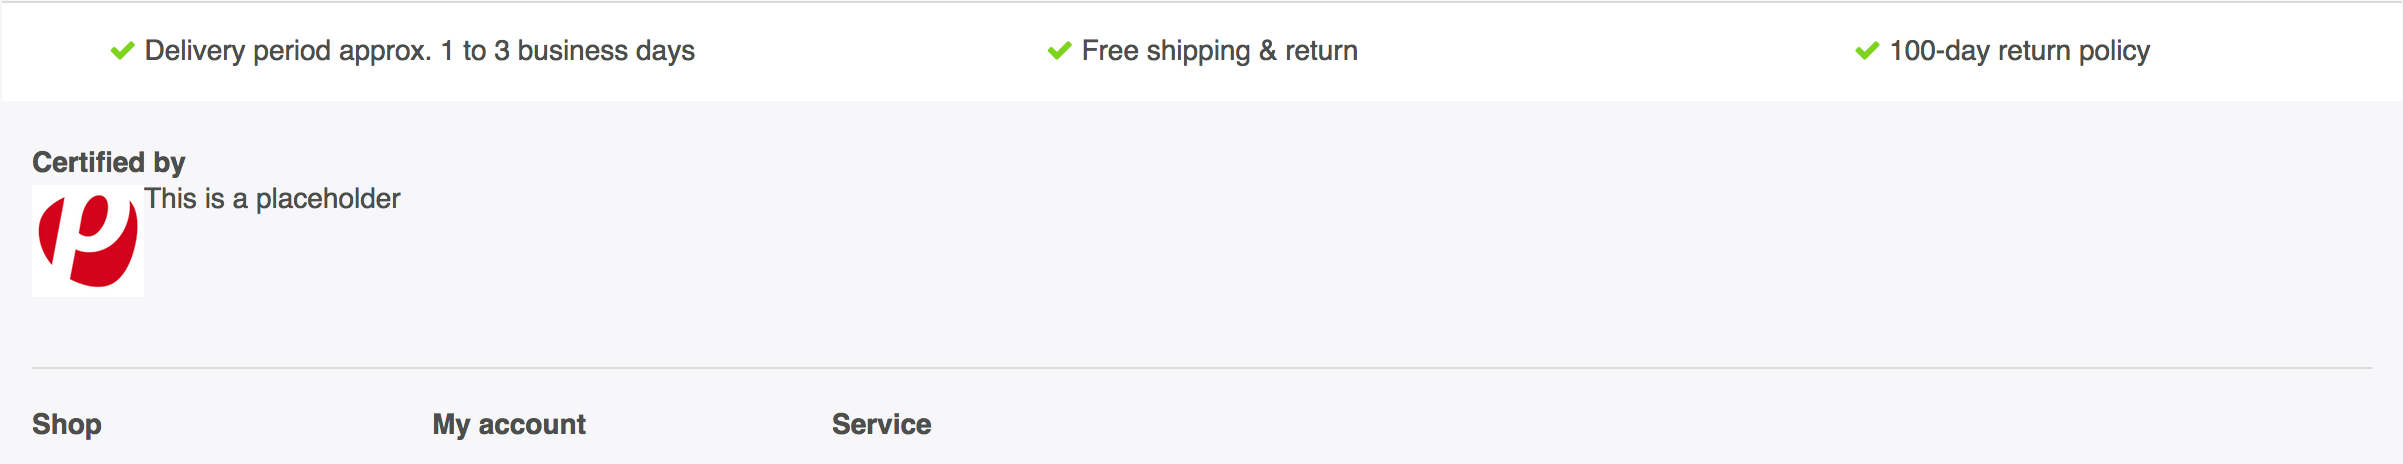 Delivery period approx. 1 to 3 business days
Free shipping & return
100-day return policy
Certified by
This is a placeholder
Shop
My account
Service